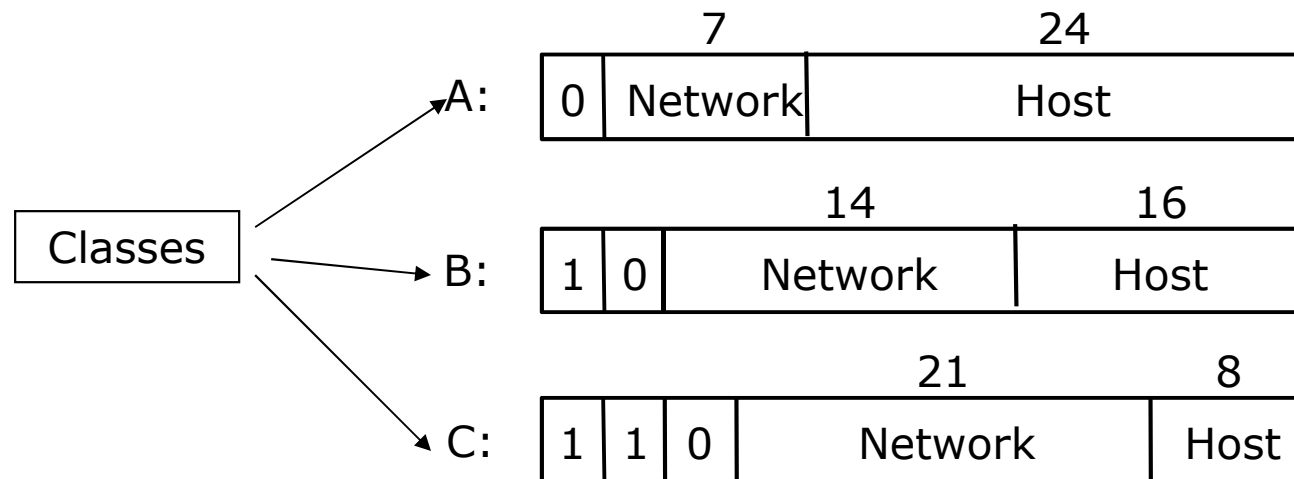 7 24
A: 0 Network Host
14 16
Classes
B: 1 0 Network Host
21 8
C: 1 1 0 Network Host